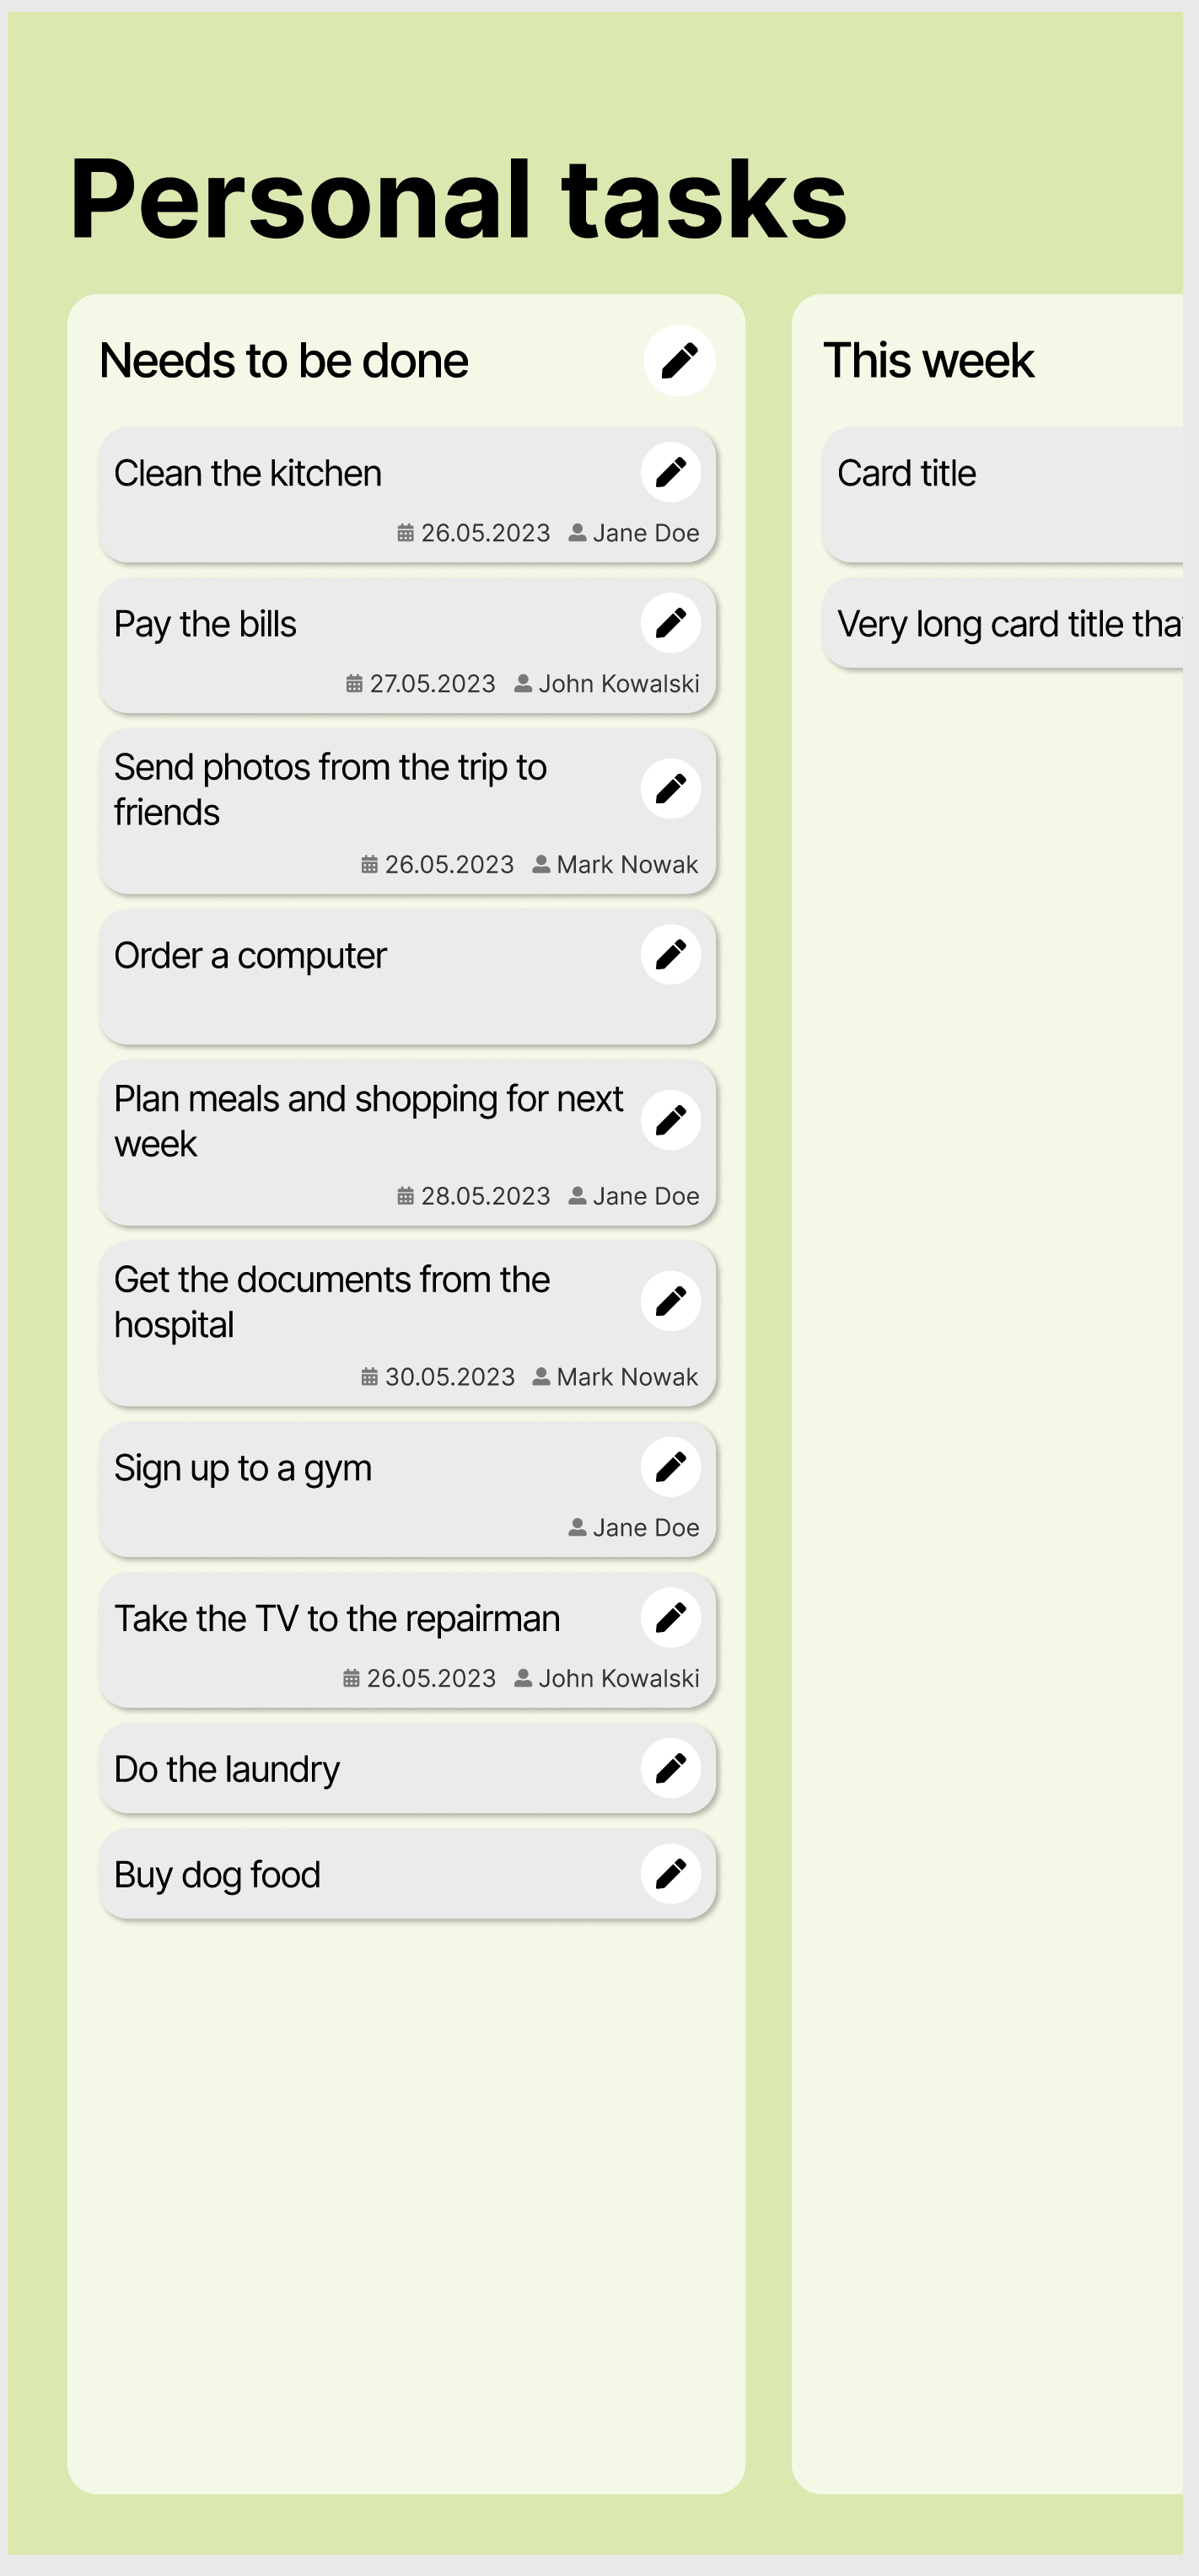 Personal tasks
Needs to be done
Clean the kitchen
26.05.2023 Jane Doe
Pay the bills
27.05.2023 John Kowalski
Send photos from the trip to
friends
26.05.2023 Mark Nowak
Order a computer
Plan meals and shopping for next
week
28.05.2023 Jane Doe
Get the documents from the
hospital
30.05.2023 Mark Nowak
Sign up to a gym
Jane Doe
Take the TV to the repairman
26.05.2023 John Kowalski
Do the laundry
Buy dog food
This week
Card title
Very long card title